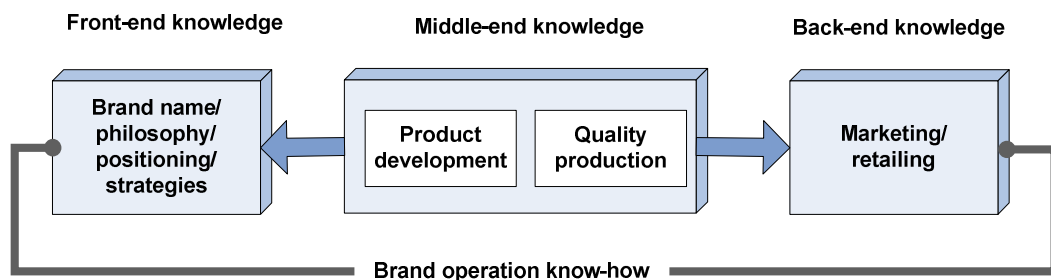 Front-end knowledge
Middle-end knowledge
Back-end knowledge
Brand name/
philosophy/
positioning/
strategies
Product
development
Quality
production
Marketing/
retailing
Brand operation know-how